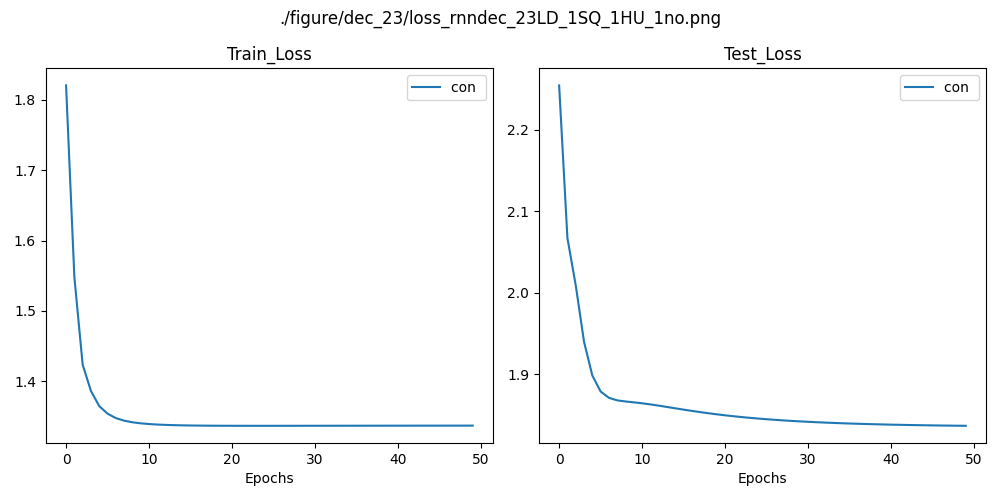 ./figure/dec_23/loss_rnndec_23LD_1SQ_1HU_1no.png
Train_Loss
con
1.8
1.7
1.6
1.5
1.4
0 10 20 30 40 50
Epochs
Test_Loss
con
2.2
2.1
2.0
1.9
0 10 20 30 40 50
Epochs